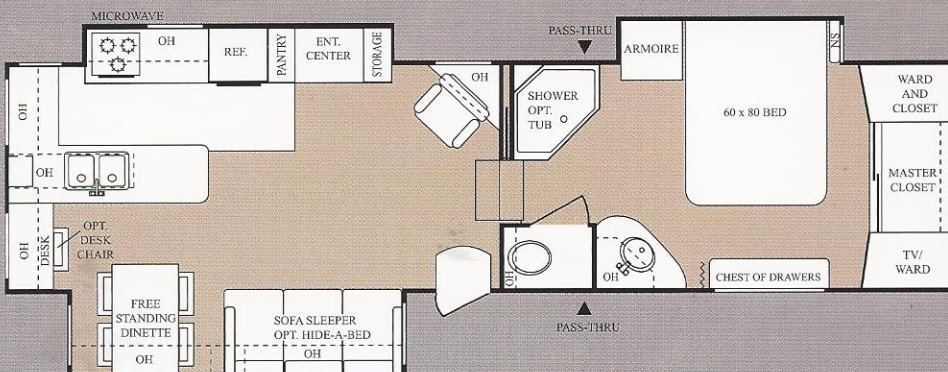 MICROWAVE
OH
REF.
PANTRY
ENT.
CENTER
STORAGE
OH
PASS-THRU
ARMOIRE
NS
SHOWER
OPT.
TUB
60 x 80 BED
WARD
AND
CLOSET
OH
OH
MASTER
CLOSET
OH
DESK
OPT.
DESK
CHAIR
OH
OH
CHEST OF DRAWERS
TV/
WARD
FREE
STANDING
DINETTE
OH
SOFA SLEEPER
OPT. HIDE-A-BED
OH
PASS-THRU